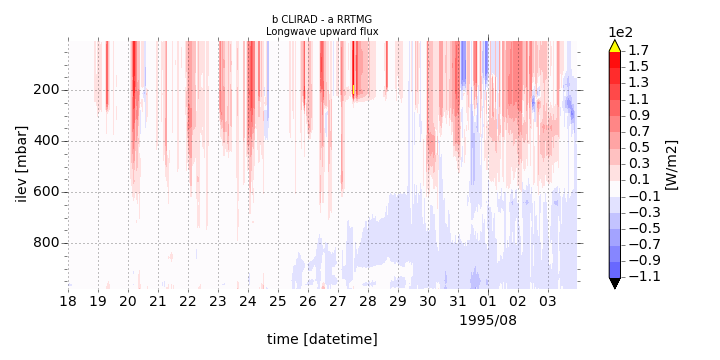 b CLIRAD - a RRTMG
Longwave upward flux
1e2
200
400
600
800
ilev [mbar]
18 19 20 21 22 23 24 25 26 27 28 29 30 31 01 02 03
1995/08
time [datetime]
1.7
1.5
1.3
1.1
0.9
0.7
0.5
0.3
0.1
−0.1
−0.3
−0.5
−0.7
−0.9
−1.1
[W/m2]